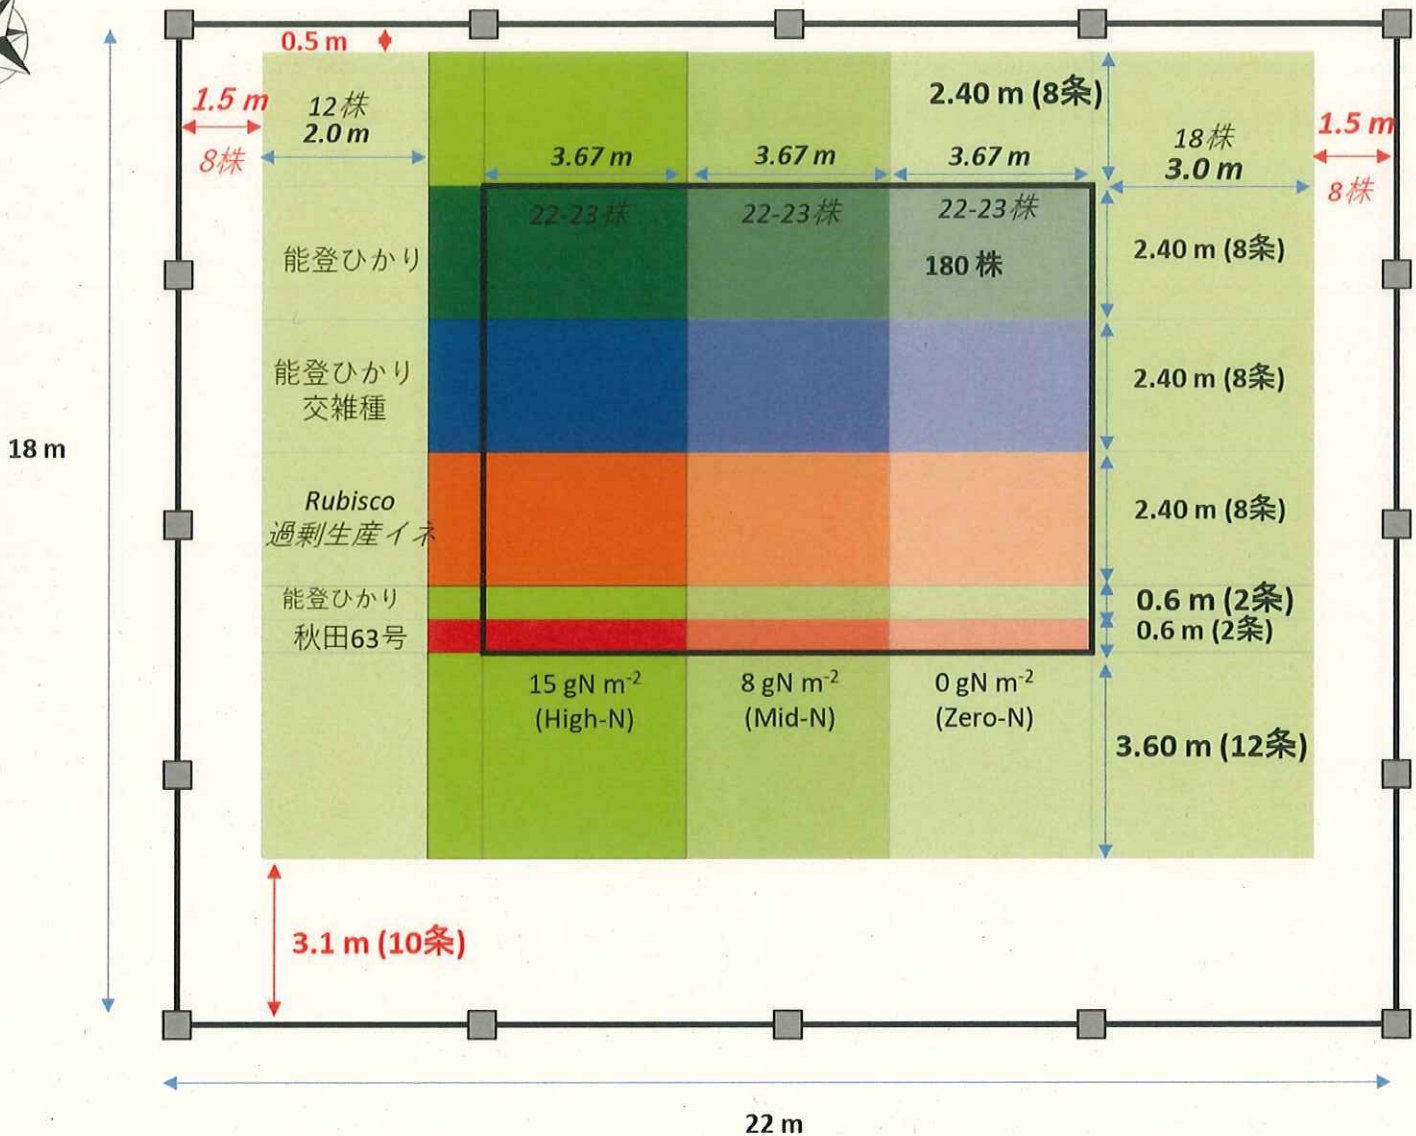 0.5 m
2.40 m (8条)
1.5 m
12株
2.0 m
8株
18株
3.0 m
1.5 m
8株
3.67 m
3.67 m
3.67 m
22-23株
22-23株
22-23株
能登ひかり
180 株
2.40 m (8条)
能登ひかり
交雑種
2.40 m (8条)
18 m
Rubisco
過剰生産イネ
2.40 m (8条)
能登ひかり
0.6 m (2条)
秋田63号
0.6 m (2条)
15 gN m-2
(High-N)
8 gN m-2
(Mid-N)
0 gN m-2
(Zero-N)
3.60 m (12条)
3.1 m (10条)
22 m